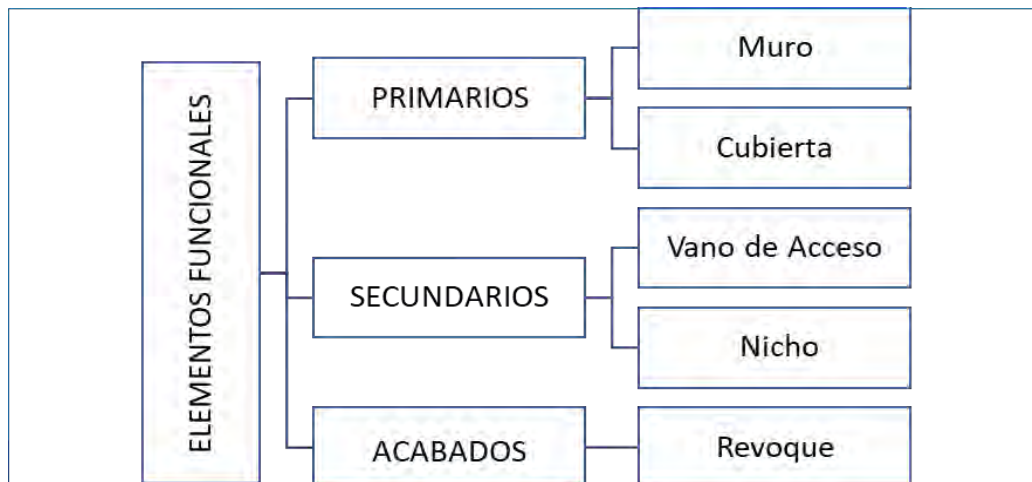 ELEMENTOS FUNCIONALES
PRIMARIOS
Muro
Cubierta
SECUNDARIOS
Vano de Acceso
Nicho
ACABADOS
Revoque